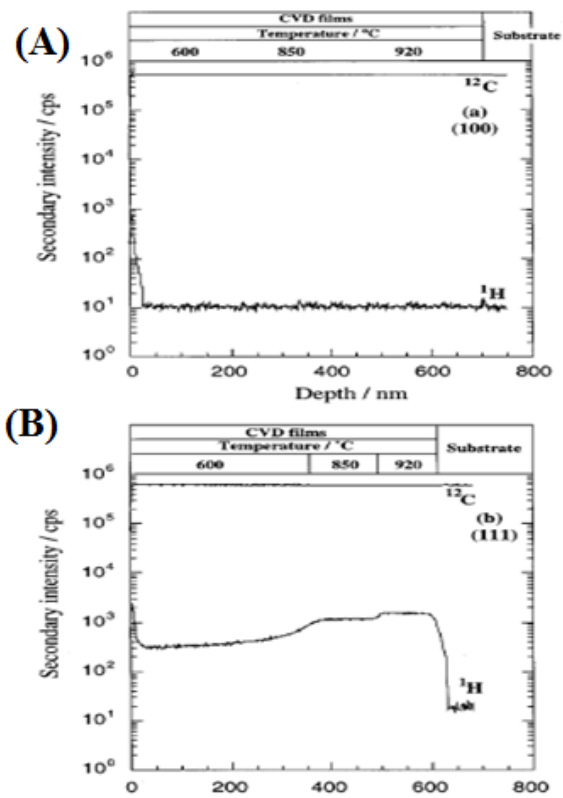 (A)
CVD films
Temperature / °C
Substrate
600 850 920
10⁶
10⁵
10⁴
10³
10²
10¹
10⁰
Secondary intensity / cps
¹²C
(a)
(100)
¹H
0 200 400 600 800
Depth / nm
(B)
CVD films
Temperature / °C
Substrate
600 850 920
10⁶
10⁵
10⁴
10³
10²
10¹
10⁰
Secondary intensity / cps
¹²C
(b)
(111)
¹H
0 200 400 600 800